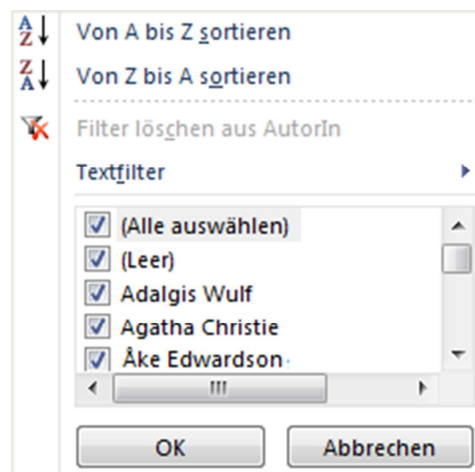 A
Z
Von A bis Z sortieren
Z
A
Von Z bis A sortieren
Filter löschen aus AutorIn
Textfilter
(Alle auswählen)
(Leer)
Adalgis Wulf
Agatha Christie
Åke Edwardson
OK Abbrechen